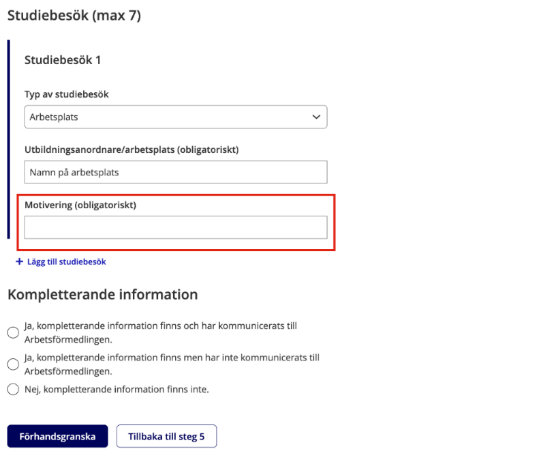 Studiebesök (max 7)
Studiebesök 1
Typ av studiebesök
Arbetsplats
Utbildningsanordnare/arbetsplats (obligatoriskt)
Namn på arbetsplats
Motivering (obligatoriskt)
+ Lägg till studiebesök
Kompletterande information
Ja, kompletterande information finns och har kommunicerats till
Arbetsförmedlingen.
Ja, kompletterande information finns men har inte kommunicerats till
Arbetsförmedlingen.
Nej, kompletterande information finns inte.
Förhandsgranska
Tillbaka till steg 5